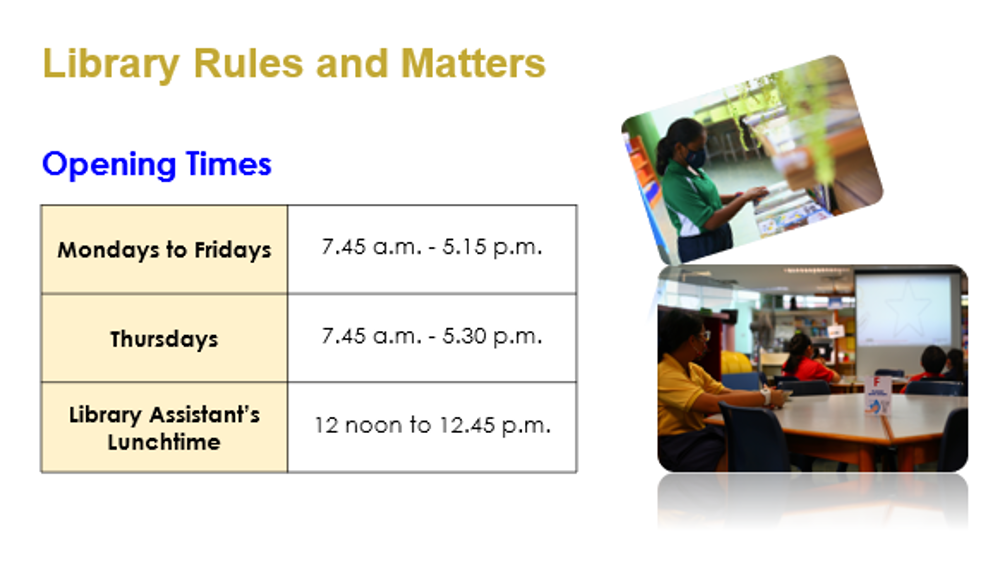 Library Rules and Matters
Opening Times
Mondays to Fridays
7.45 a.m. - 5.15 p.m.
Thursdays
7.45 a.m. - 5.30 p.m.
Library Assistant's
Lunchtime
12 noon to 12.45 p.m.
F